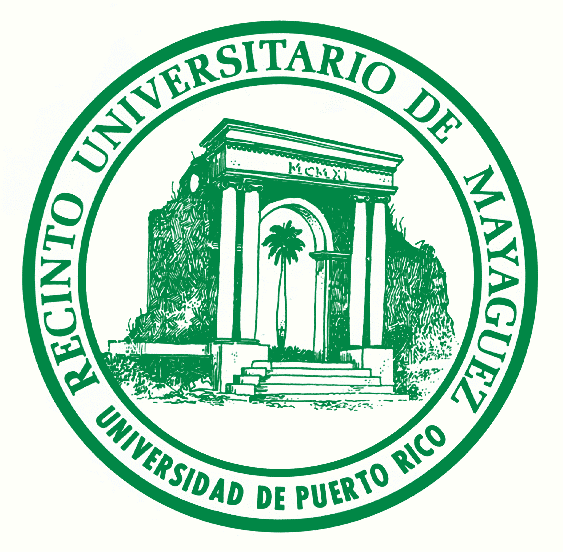 RECINTO UNIVERSITARIO DE MAYAGUEZ
MCMXI
UNIVERSIDAD DE PUERTO RICO